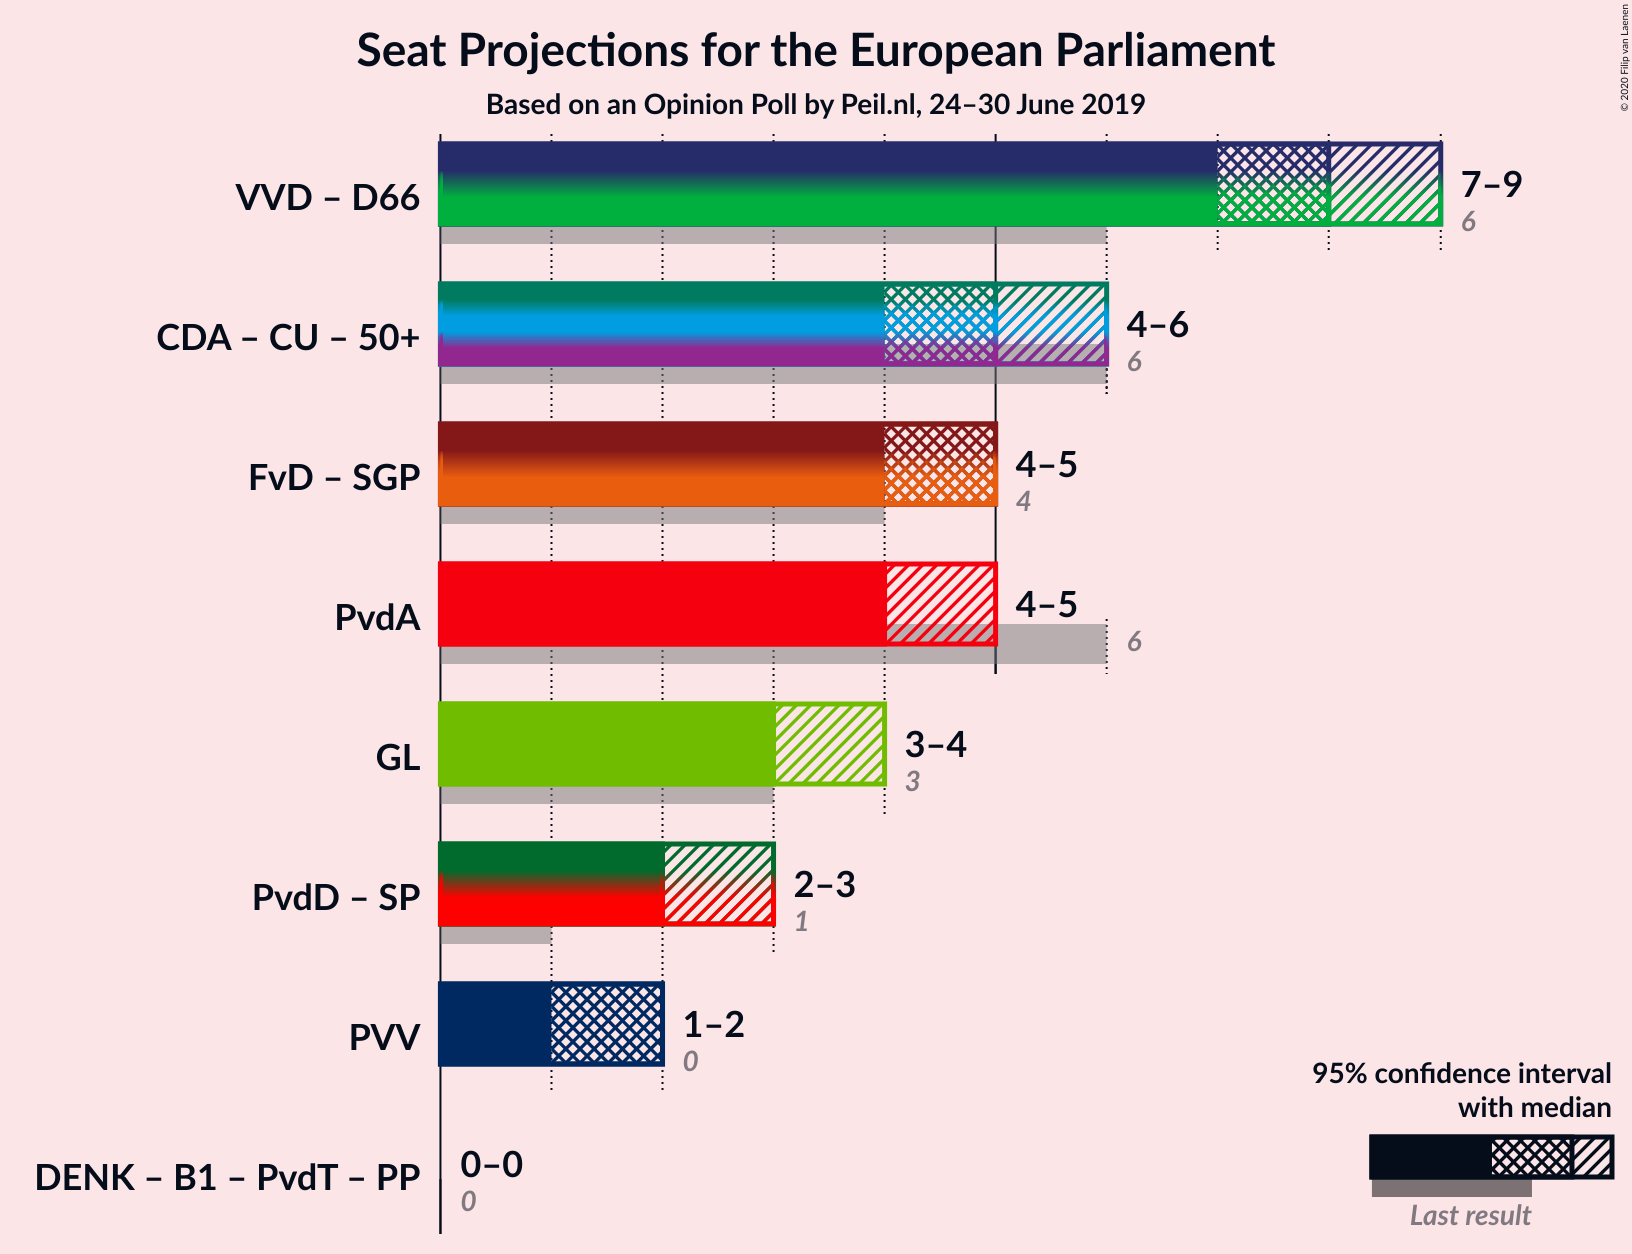 Seat Projections for the European Parliament
Based on an Opinion Poll by Peil.nl, 24–30 June 2019
© 2020 Filip van Laenen
VVD – D66
7–9
6
CDA – CU – 50+
4–6
6
FvD – SGP
4–5
4
PvdA
4–5
6
GL
3–4
3
PvdD – SP
2–3
1
PVV
1–2
0
DENK – B1 – PvdT – PP
0–0
0
95% confidence interval
with median
Last result